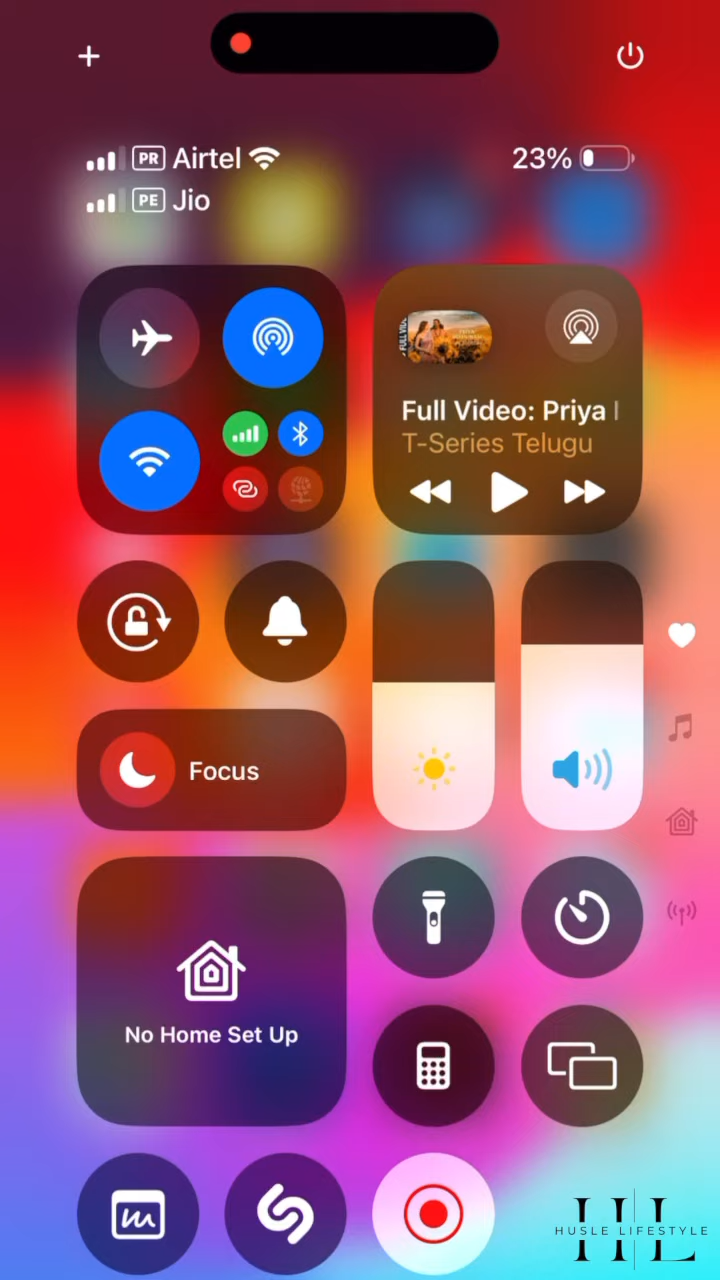 PR Airtel
23%
PE Jio
Full Video: Priya
T-Series Telugu
Focus
No Home Set Up
HL
HUSLE LIFESTYLE